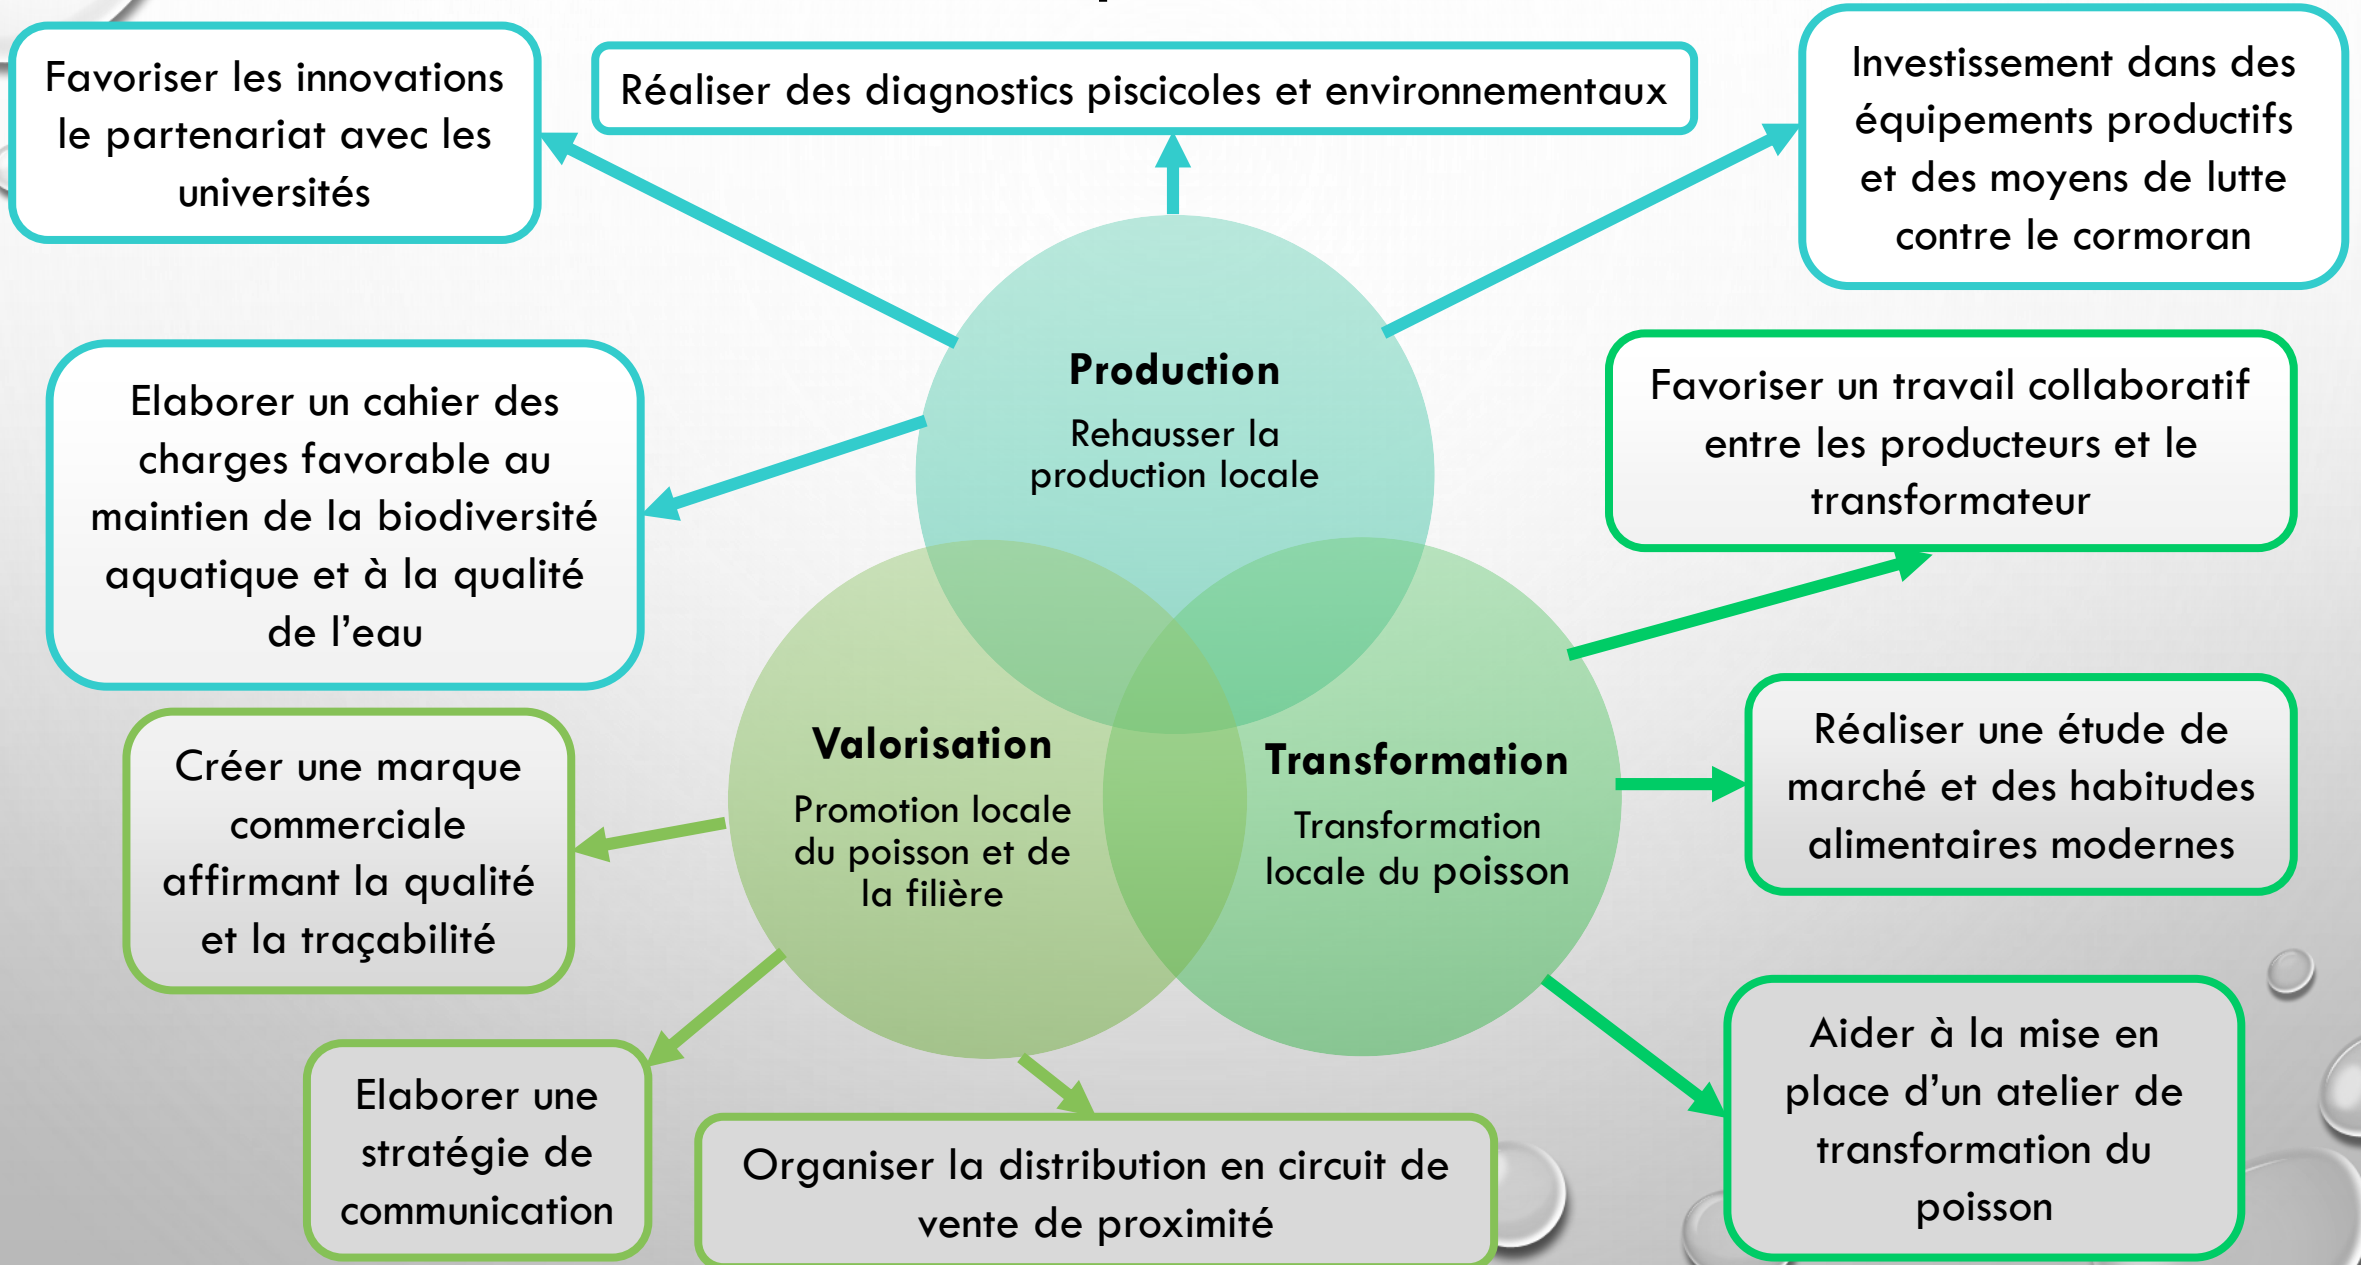 Favoriser les innovations
le partenariat avec les
universités
Réaliser des diagnostics piscicoles et environnementaux
Investissement dans des
équipements productifs
et des moyens de lutte
contre le cormoran
Production
Rehausser la
production locale
Elaborer un cahier des
charges favorable au
maintien de la biodiversité
aquatique et à la qualité
de l’eau
Favoriser un travail collaboratif
entre les producteurs et le
transformateur
Valorisation
Promotion locale
du poisson et de
la filière
Transformation
Transformation
locale du poisson
Réaliser une étude de
marché et des habitudes
alimentaires modernes
Créer une marque
commerciale
affirmant la qualité
et la traçabilité
Elaborer une
stratégie de
communication
Organiser la distribution en circuit de
vente de proximité
Aider à la mise en
place d’un atelier de
transformation du
poisson